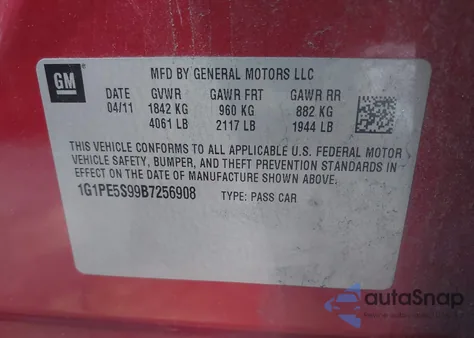 GM
MFD BY GENERAL MOTORS LLC
DATE GVWR GAWR FRT GAWR RR
04/11 1842 KG 960 KG 882 KG
4061 LB 2117 LB 1944 LB
THIS VEHICLE CONFORMS TO ALL APPLICABLE U.S. FEDERAL MOTOR
VEHICLE SAFETY, BUMPER, AND THEFT PREVENTION STANDARDS IN
EFFECT ON THE DATE OF MANUFACTURE SHOWN ABOVE.
1G1PE5S99B7256908 TYPE: PASS CAR
autoSnap